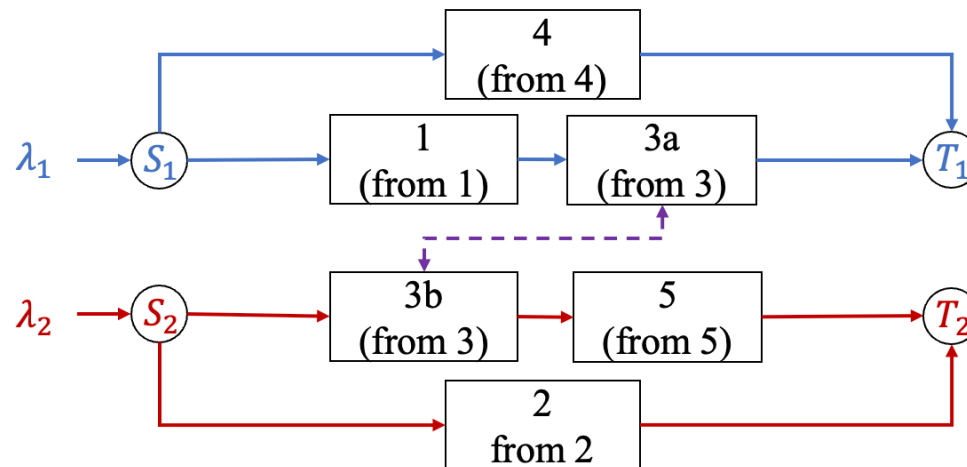 4
(from 4)
λ₁
S₁
1
(from 1)
3a
(from 3)
T₁
λ₂
S₂
3b
(from 3)
5
(from 5)
T₂
2
from 2